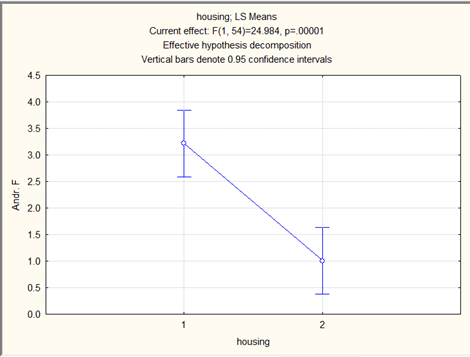 housing; LS Means
Current effect: F(1, 54)=24.984, p=.00001
Effective hypothesis decomposition
Vertical bars denote 0.95 confidence intervals
4.5
4.0
3.5
3.0
2.5
2.0
1.5
1.0
0.5
0.0
Andr. F
1 2
housing